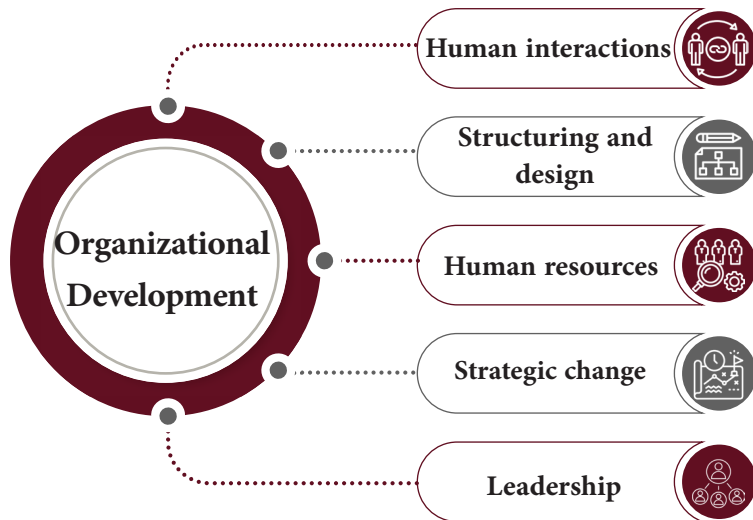 Organizational
Development
Human interactions
Structuring and
design
Human resources
Strategic change
Leadership